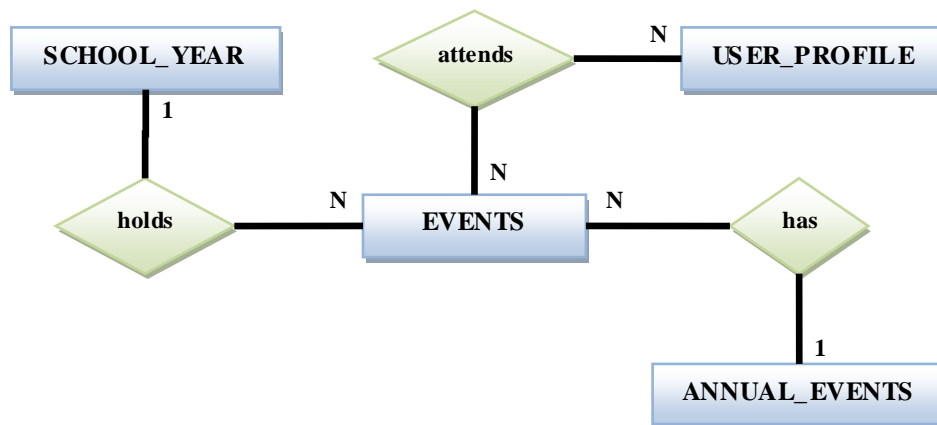 SCHOOL_YEAR
attends
N
USER_PROFILE
1
N
holds
N
EVENTS
N
has
1
ANNUAL_EVENTS